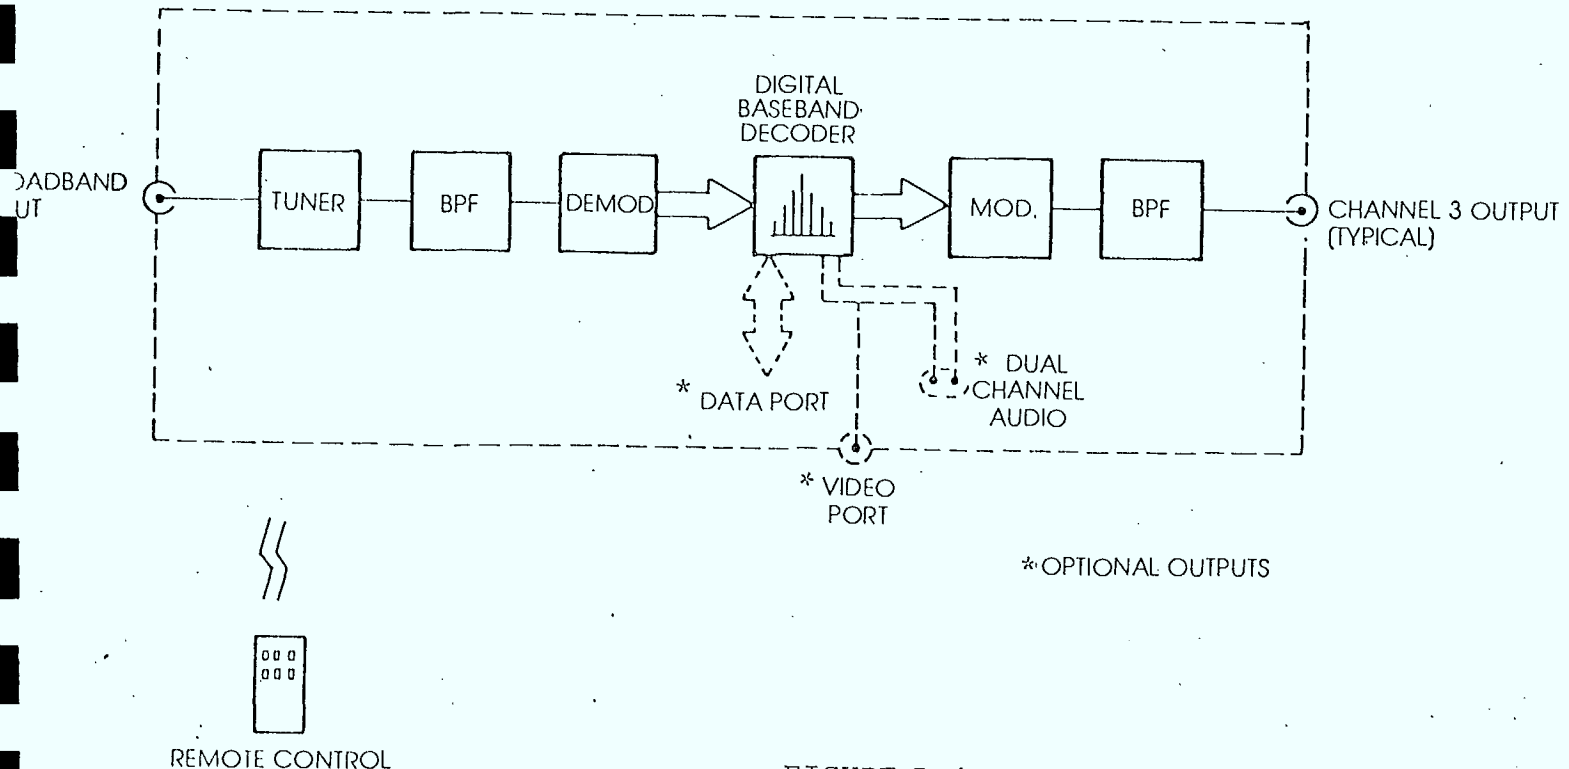 DIGITAL
BASEBAND
DECODER
TUNER
BPF
DEMOD
MOD.
BPF
CHANNEL 3 OUTPUT
(TYPICAL)
* DATA PORT
* DUAL
CHANNEL
AUDIO
* VIDEO
PORT
* OPTIONAL OUTPUTS
REMOTE CONTROL